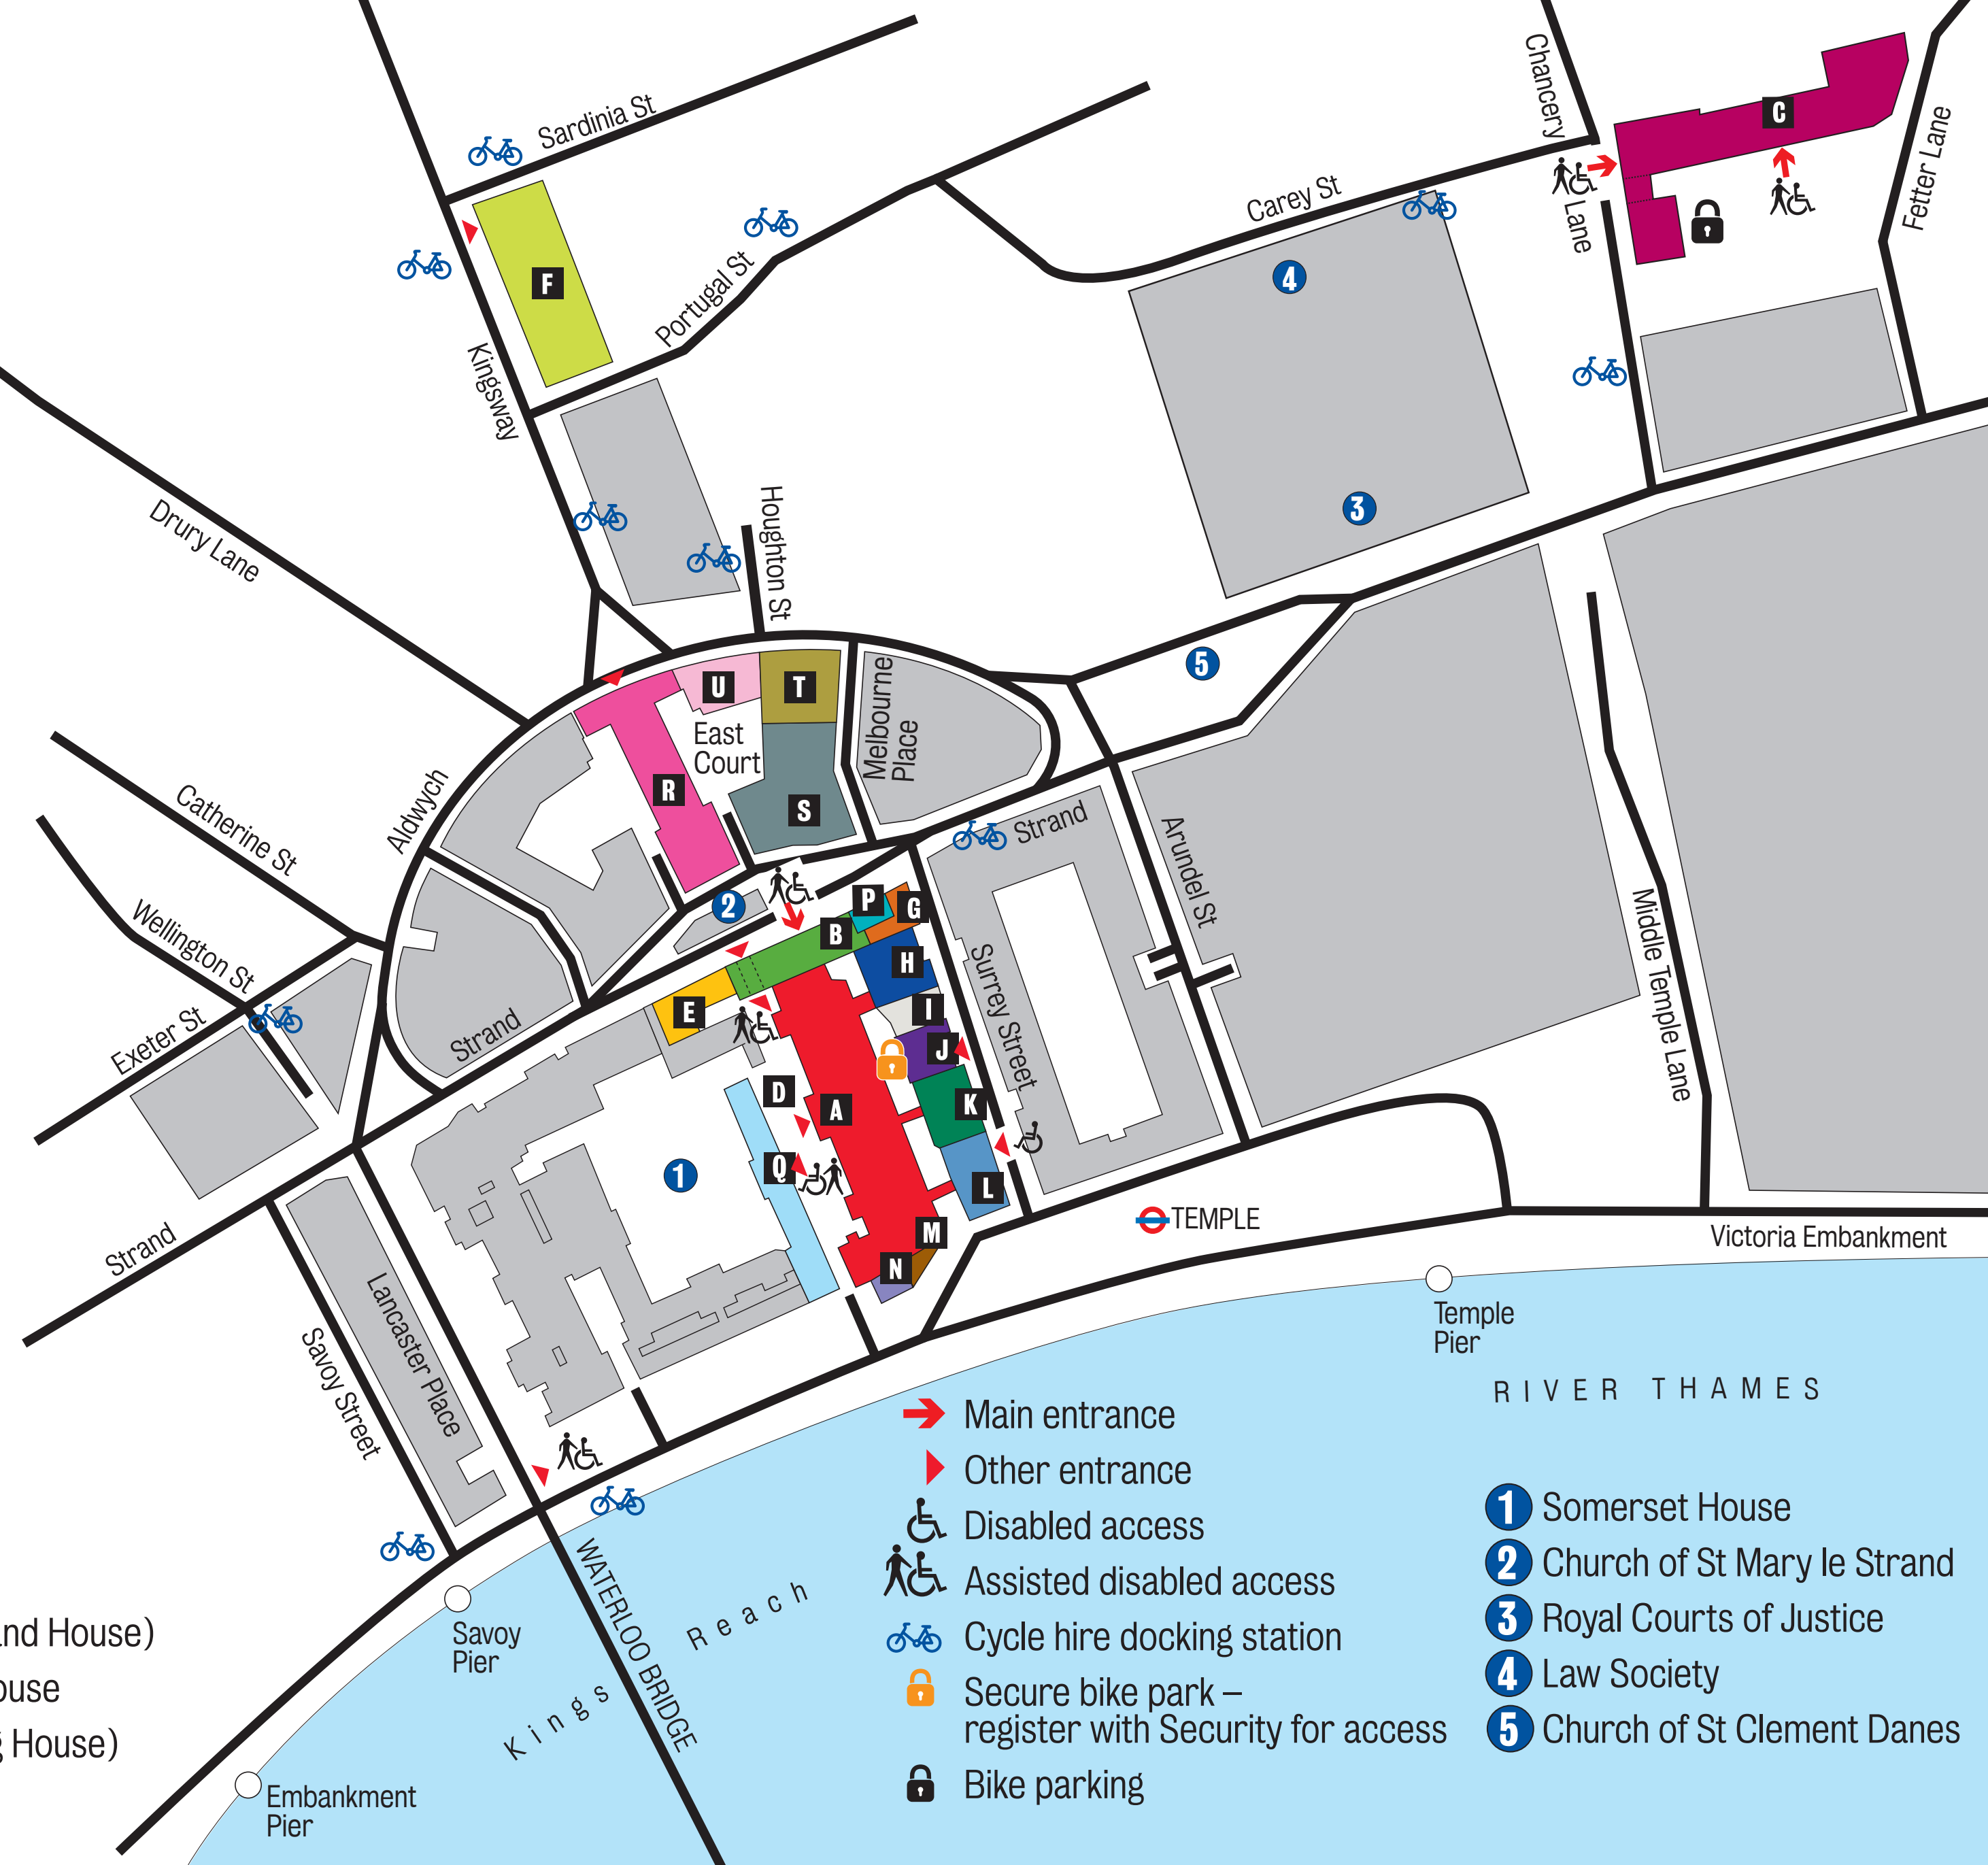 Sardinia St
Chancery
Lane
C
Fetter Lane
Carey St
F
Portugal St
4
Kingsway
3
Drury Lane
Houghton St
5
U
T
East
Court
Melbourne
Place
R
S
Aldwych
Catherine St
Strand
Arundel St
Wellington St
2
P
G
B
H
Surrey Street
Middle Temple Lane
E
I
Exeter St
Strand
J
D
A
K
1
Q
L
M
N
TEMPLE
Strand
Victoria Embankment
Lancaster Place
Savoy Street
Temple
Pier
RIVER THAMES
Main entrance
Other entrance
Disabled access
Assisted disabled access
Cycle hire docking station
Secure bike park –
register with Security for access
Bike parking
1 Somerset House
2 Church of St Mary le Strand
3 Royal Courts of Justice
4 Law Society
5 Church of St Clement Danes
WATERLOO BRIDGE
Kings Reach
Savoy
Pier
Embankment
Pier
nd House)
ouse
House)